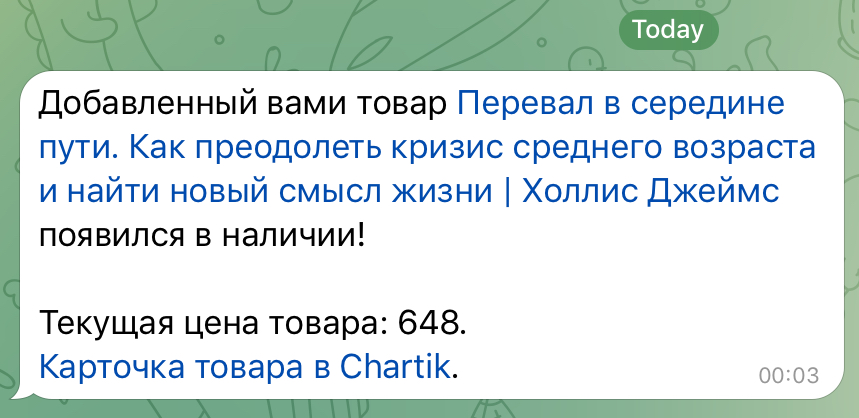 Today
Добавленный вами товар Перевал в середине
пути. Как преодолеть кризис среднего возраста
и найти новый смысл жизни | Холлис Джеймс
появился в наличии!
Текущая цена товара: 648.
Карточка товара в Chartik.
00:03